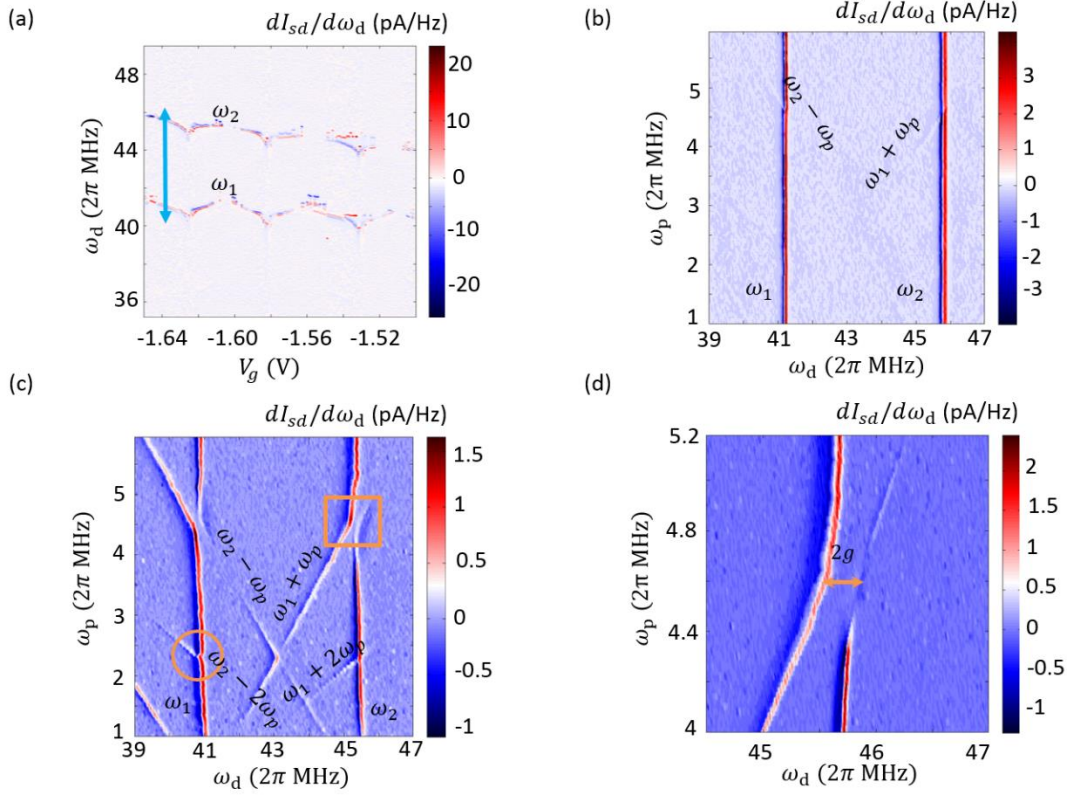 (a)
dI_sd/dω_d (pA/Hz)
48
44
40
36
ω_d (2π MHz)
ω_2
ω_1
-1.64 -1.60 -1.56 -1.52
V_g (V)
20
10
0
-10
-20
(b)
dI_sd/dω_d (pA/Hz)
5
4
3
2
1
ω_p (2π MHz)
ω_2 − ω_p
ω_1 + ω_p
ω_1
ω_2
39 41 43 45 47
ω_d (2π MHz)
3
2
1
0
-1
-2
-3
(c)
dI_sd/dω_d (pA/Hz)
5
4
3
2
1
ω_p (2π MHz)
ω_2 − ω_p
ω_1 + ω_p
ω_2 − 2ω_p
ω_1 + 2ω_p
ω_1
ω_2
39 41 43 45 47
ω_d (2π MHz)
1.5
1
0.5
0
-0.5
-1
(d)
dI_sd/dω_d (pA/Hz)
5.2
4.8
4.4
4
ω_p (2π MHz)
2g
45 46 47
ω_d (2π MHz)
2
1.5
1
0.5
0
-0.5
-1